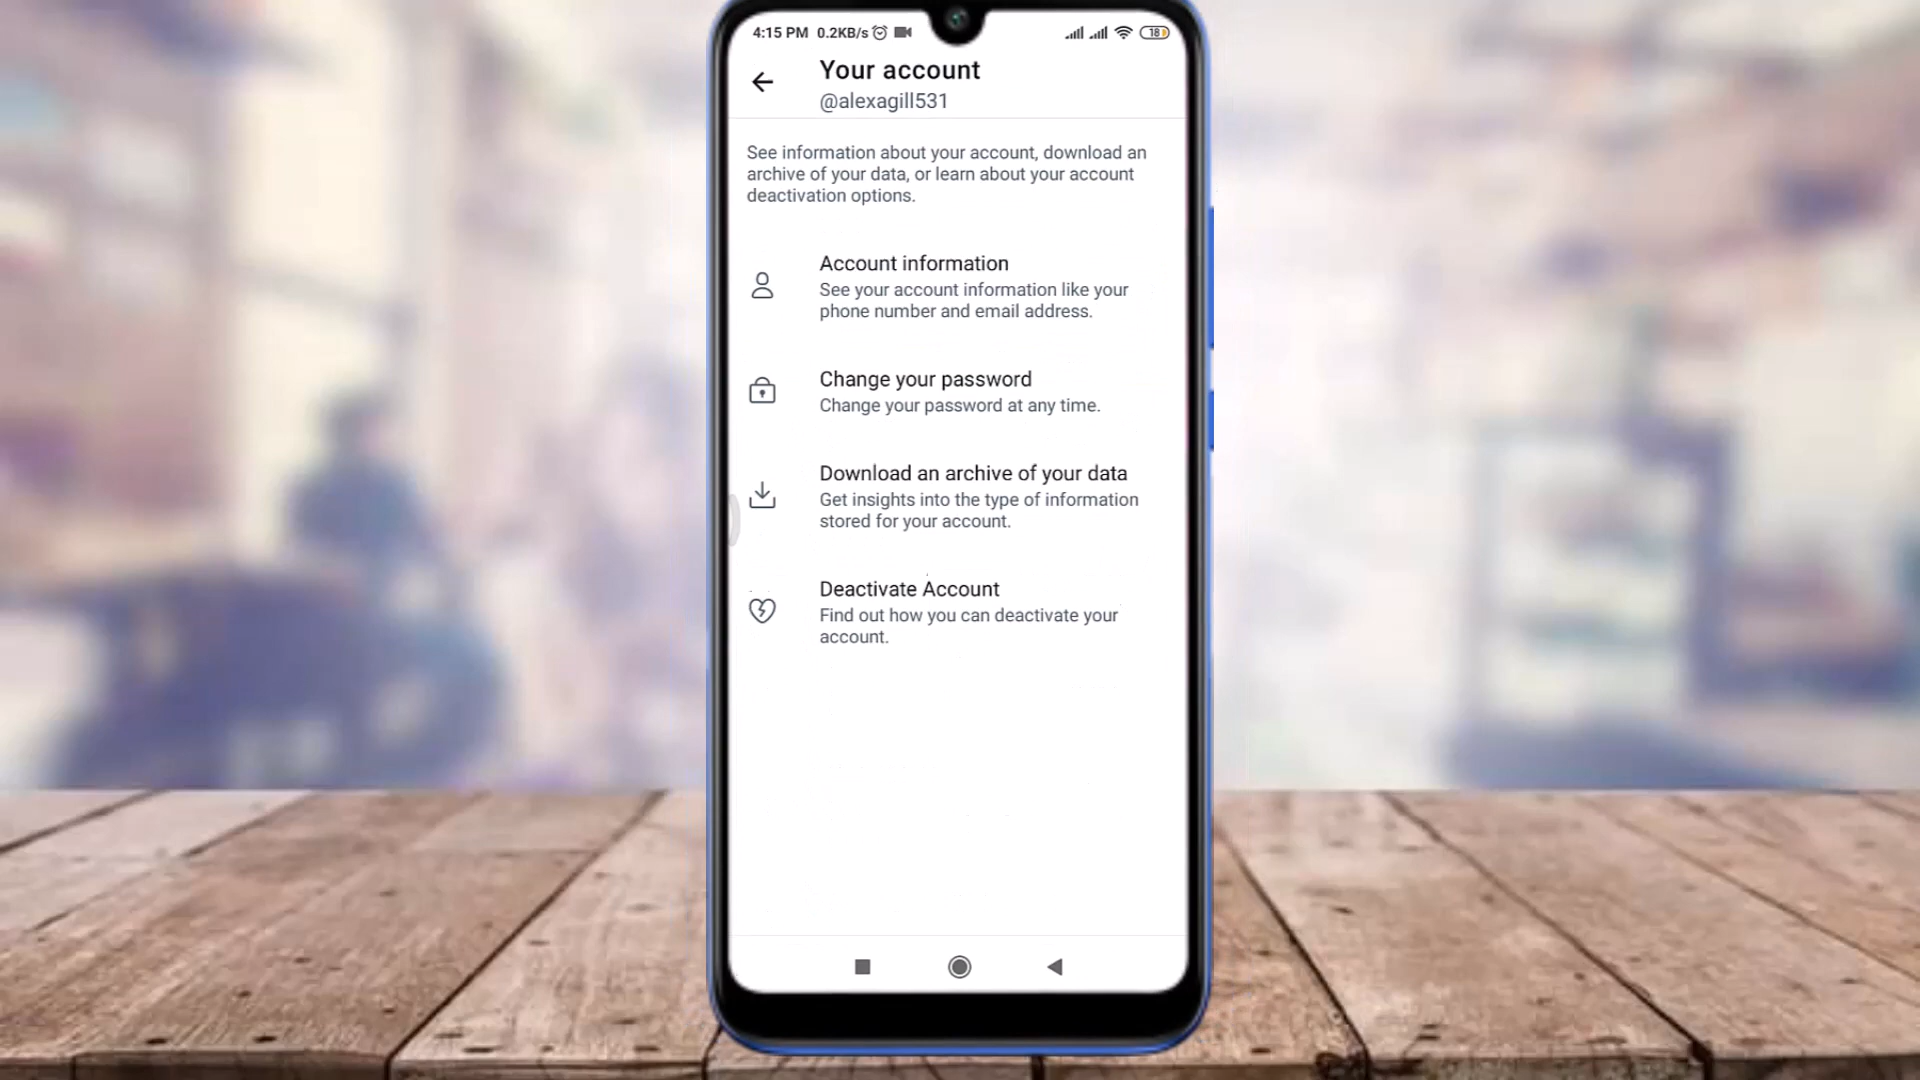 4:15 PM 0.2KB/s 18
Your account
@alexagill531
See information about your account, download an
archive of your data, or learn about your account
deactivation options.
Account information
See your account information like your
phone number and email address.
Change your password
Change your password at any time.
Download an archive of your data
Get insights into the type of information
stored for your account.
Deactivate Account
Find out how you can deactivate your
account.